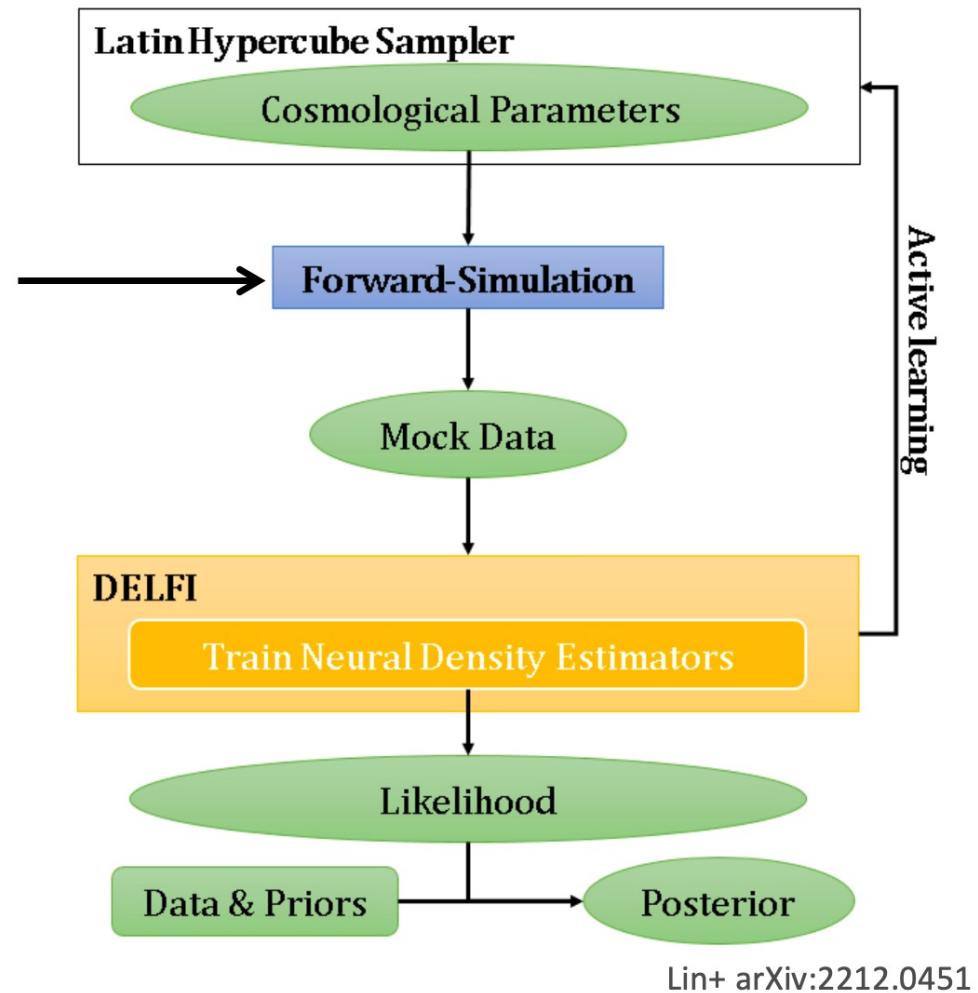 Latin Hypercube Sampler
Cosmological Parameters
Forward-Simulation
Active learning
Mock Data
DELFI
Train Neural Density Estimators
Likelihood
Data & Priors
Posterior
Lin+ arXiv:2212.0451